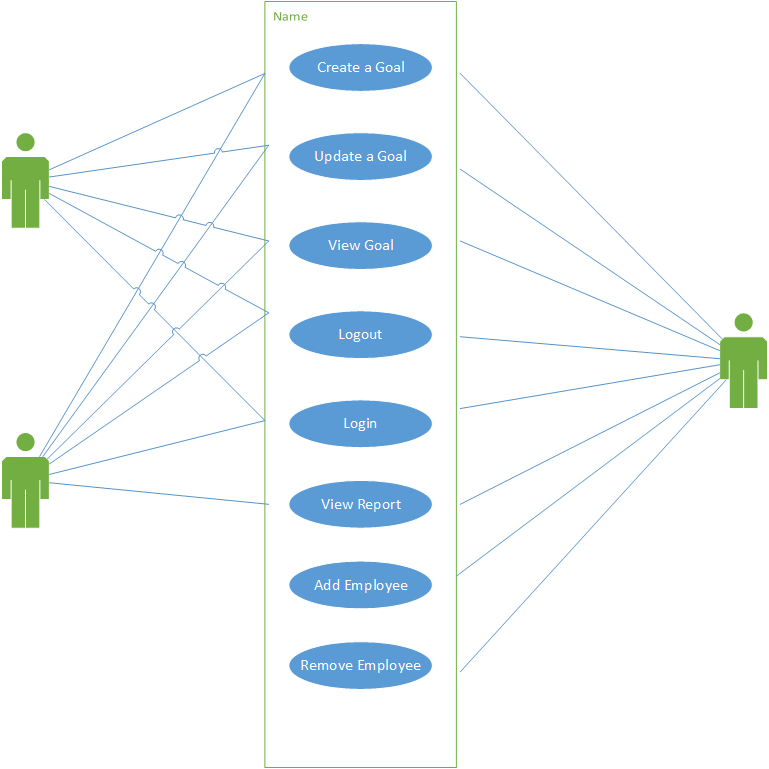 Name
Create a Goal
Update a Goal
View Goal
Logout
Login
View Report
Add Employee
Remove Employee